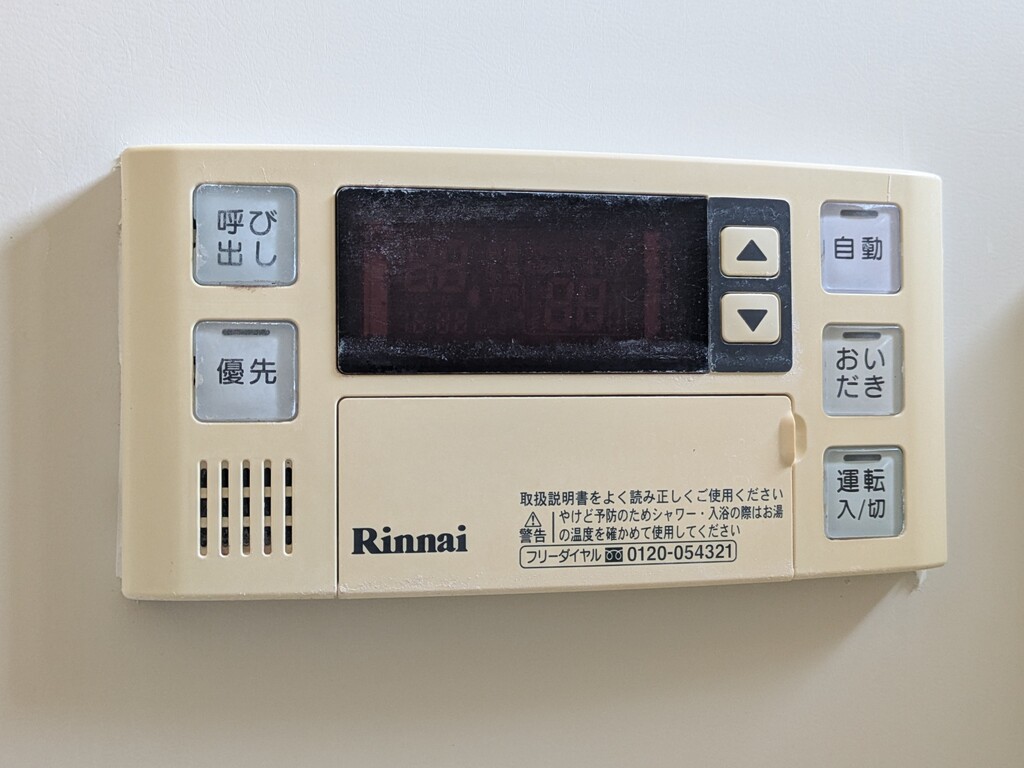 呼び
出し
優先
自動
おい
だき
運転
入/切
取扱説明書をよく読み正しくご使用ください
警告
やけど予防のためシャワー・入浴の際はお湯
の温度を確かめて使用してください
Rinnai
フリーダイヤル 0120-054321